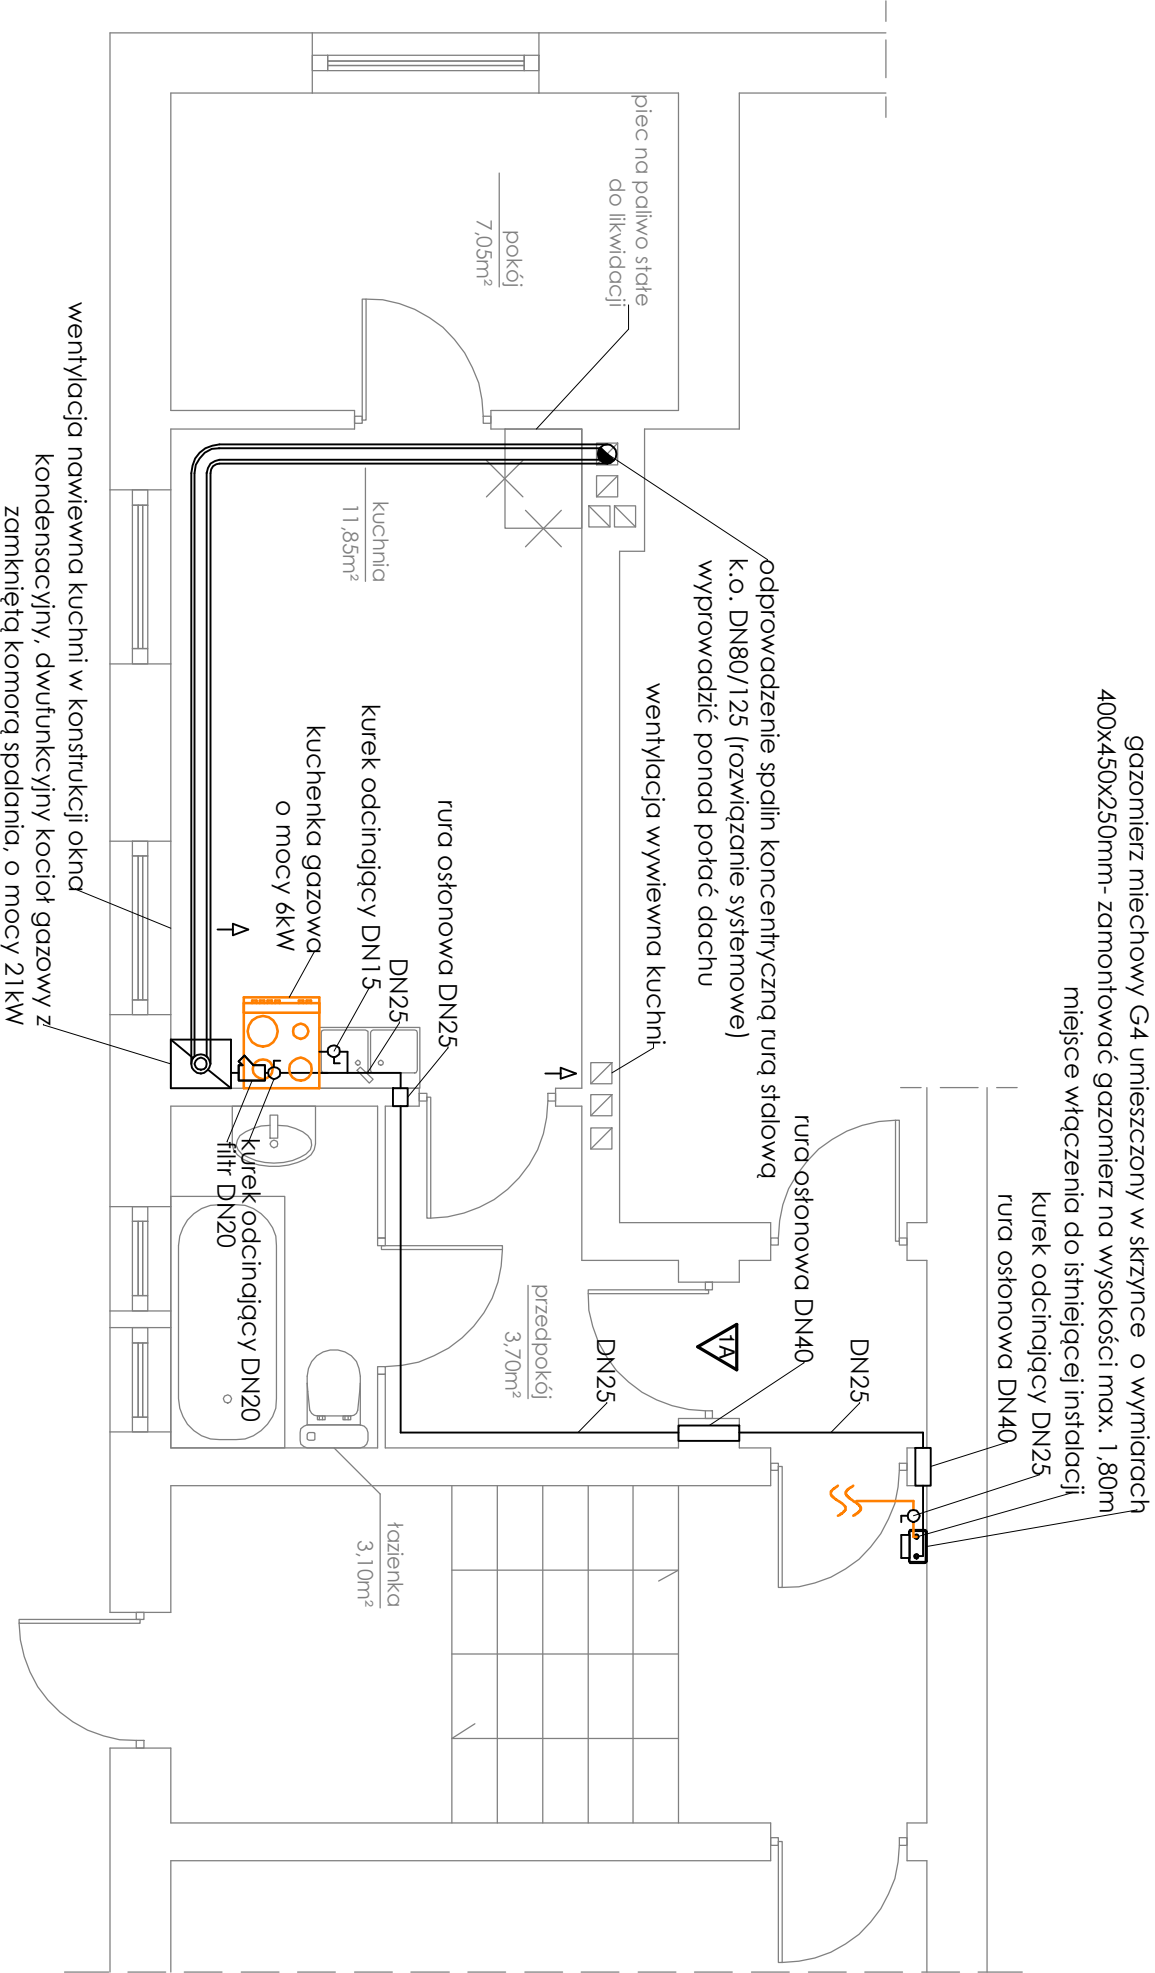 gazomierz miechowy G4 umieszczony w skrzynce o wymiarach
400x450x250mm- zamontować gazomierz na wysokości max. 1,80m
miejsce włączenia do istniejącej instalacji
kurek odcinający DN25
rura osłonowa DN40
DN25
rura osłonowa DN40
1A
odprowadzenie spalin koncentryczną rurą stalową
k.o. DN80/125 (rozwiązanie systemowe)
wyprowadzić ponad połać dachu
wentylacja wywiewna kuchni
piec na paliwo stałe
do likwidacji
DN25
przedpokój
3,70m²
pokój
7,05m²
rura osłonowa DN25
DN25
kurek odcinający DN15
kuchenka gazowa
o mocy 6kW
kuchnia
11,85m²
łazienka
3,10m²
kurek odcinający DN20
filtr DN20
wentylacja nawiewna kuchni w konstrukcji okna
kondensacyjny, dwufunkcyjny kocioł gazowy z
zamkniętą komorą spalania, o mocy 21kW